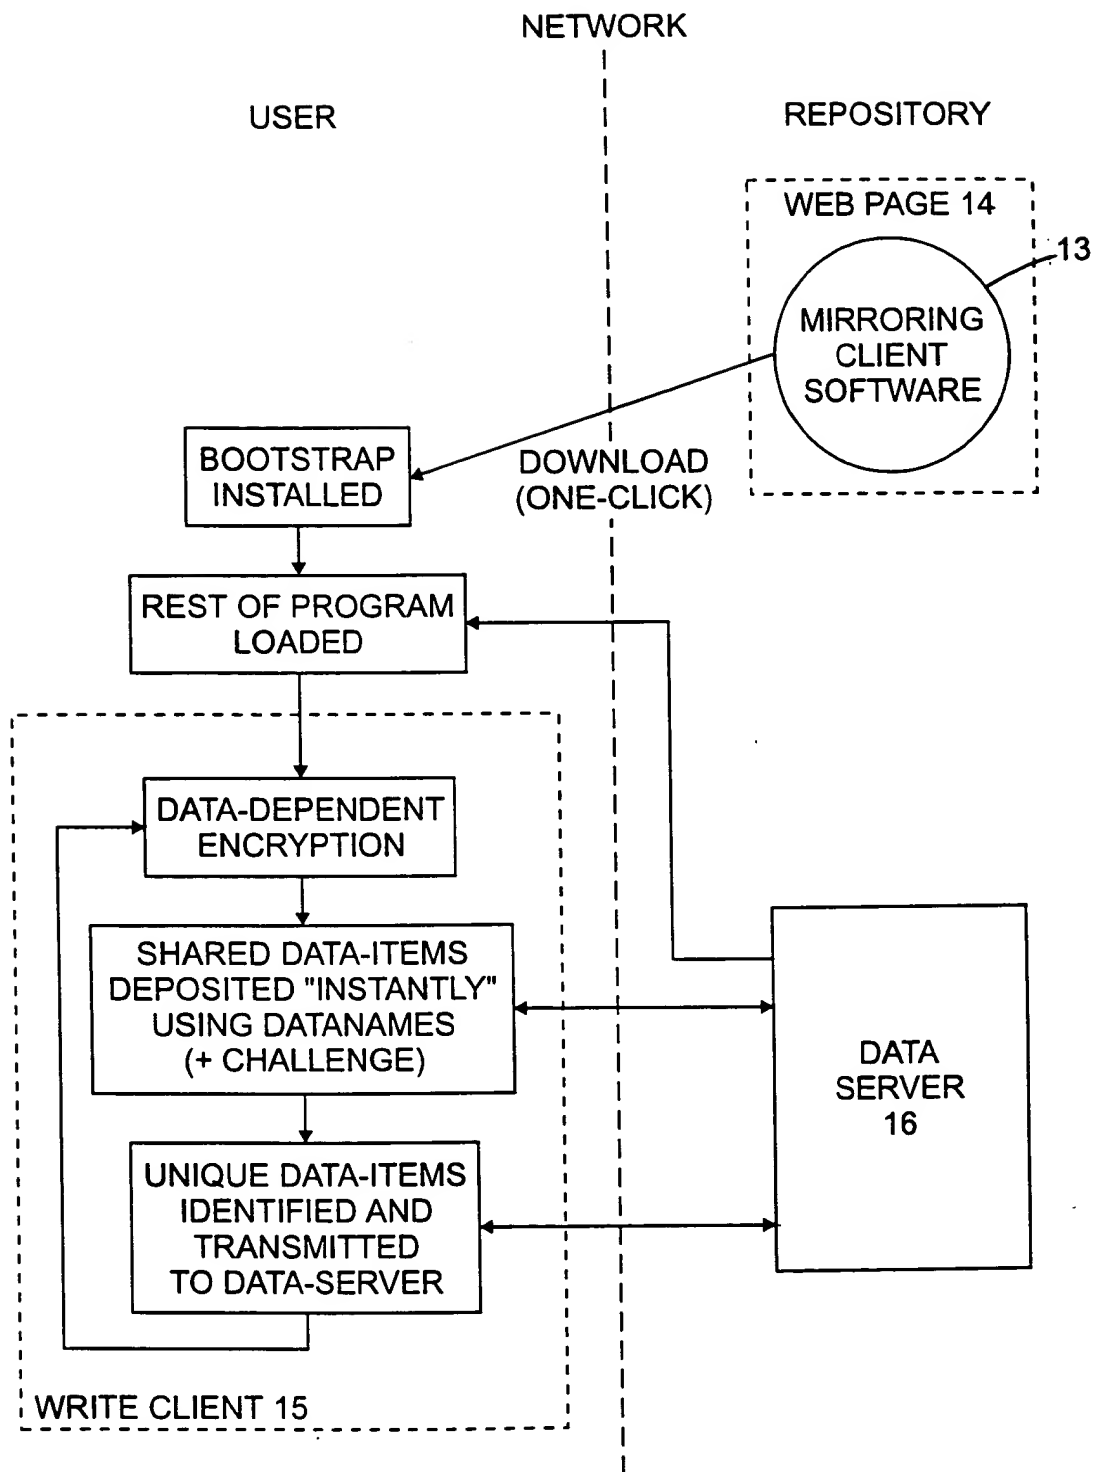 NETWORK
USER
REPOSITORY
WEB PAGE 14
13
MIRRORING
CLIENT
SOFTWARE
BOOTSTRAP
INSTALLED
DOWNLOAD
(ONE-CLICK)
REST OF PROGRAM
LOADED
DATA-DEPENDENT
ENCRYPTION
SHARED DATA-ITEMS
DEPOSITED "INSTANTLY"
USING DATANAMES
(+ CHALLENGE)
DATA
SERVER
16
UNIQUE DATA-ITEMS
IDENTIFIED AND
TRANSMITTED
TO DATA-SERVER
WRITE CLIENT 15